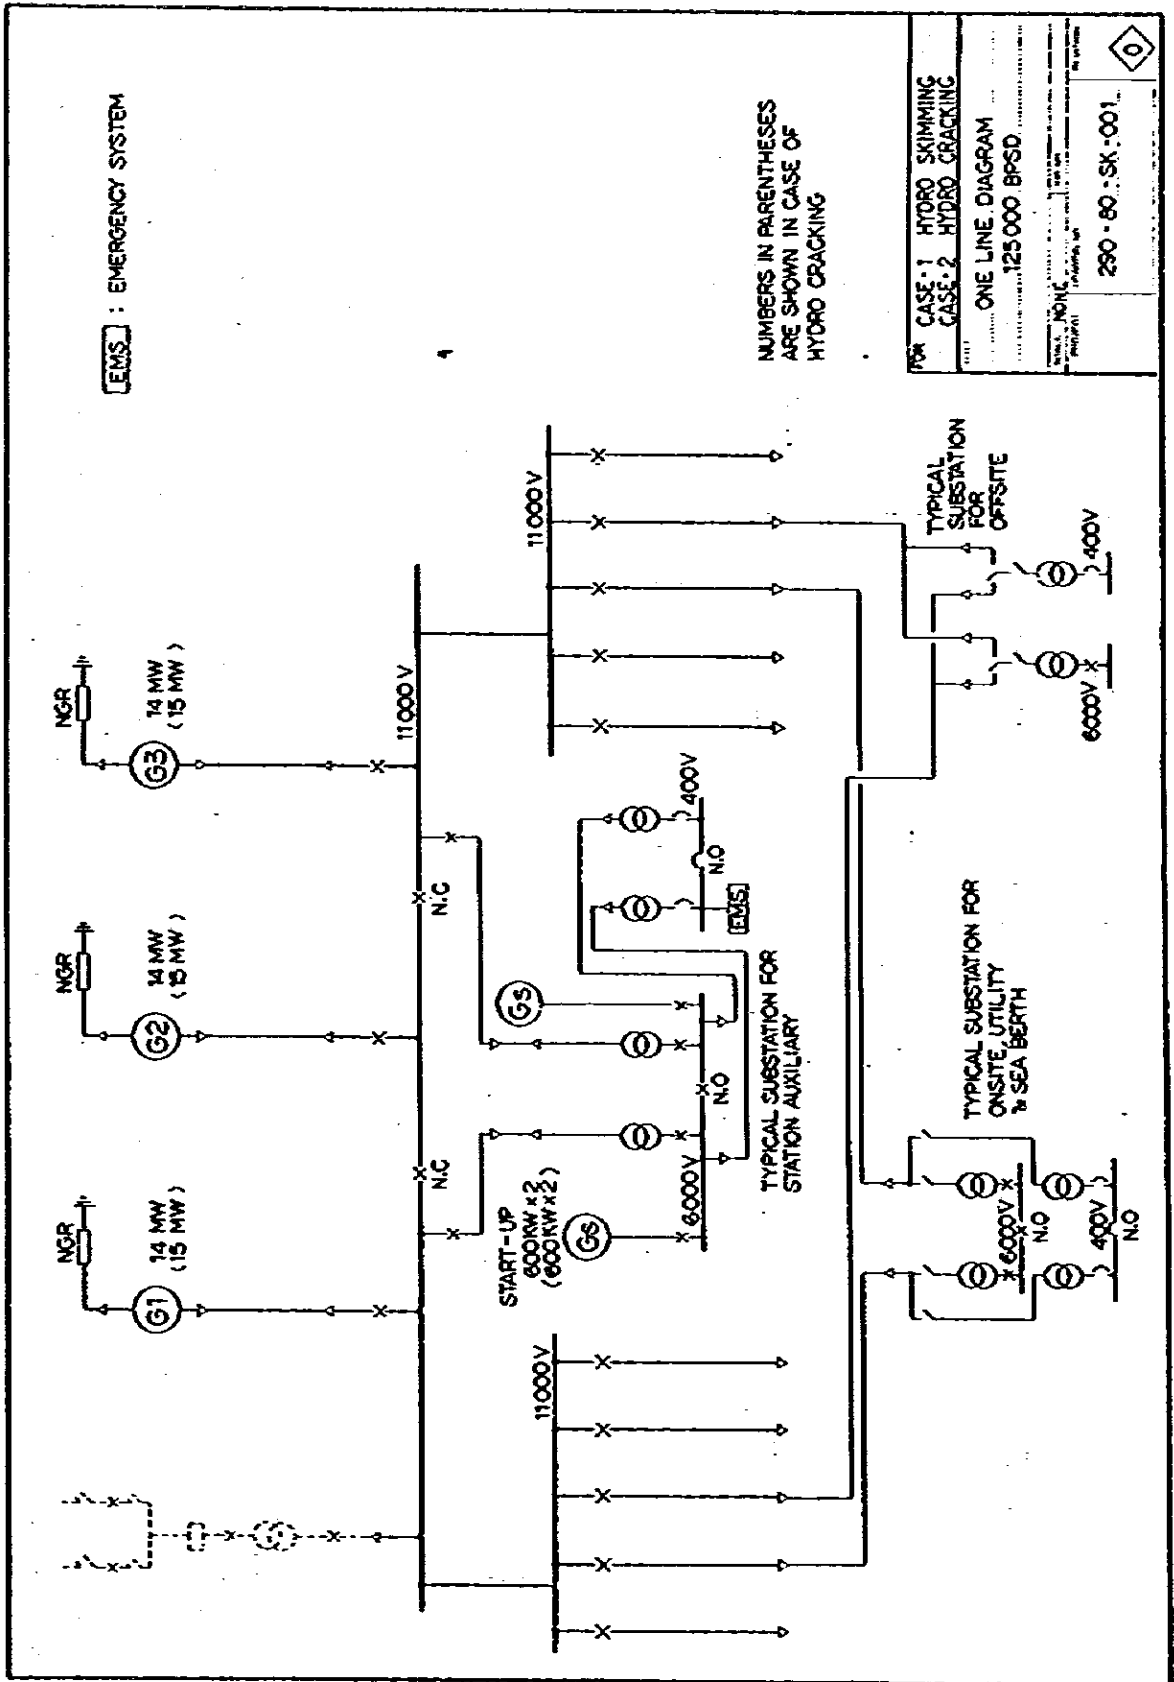 [EMS] : EMERGENCY SYSTEM
NGR
14 MW
(15 MW)
G1
NGR
14 MW
(15 MW)
G2
NGR
14 MW
(15 MW)
G3
11000V
N.C
N.C
11000V
11000V
START-UP
600KW x 2
(600KW x 2)
GS
GS
6000V
N.O
400V
N.O
EMS
TYPICAL SUBSTATION FOR
STATION AUXILIARY
NUMBERS IN PARENTHESES
ARE SHOWN IN CASE OF
HYDRO CRACKING
TYPICAL SUBSTATION FOR
ONSITE, UTILITY
& SEA BERTH
6000V
N.O
400V
N.O
TYPICAL
SUBSTATION
FOR
OFFSITE
6000V
400V
FOR CASE-1 HYDRO SKIMMING
CASE-2 HYDRO CRACKING
ONE LINE DIAGRAM
125000 BPSD
NONE
290-80-SK-001
0